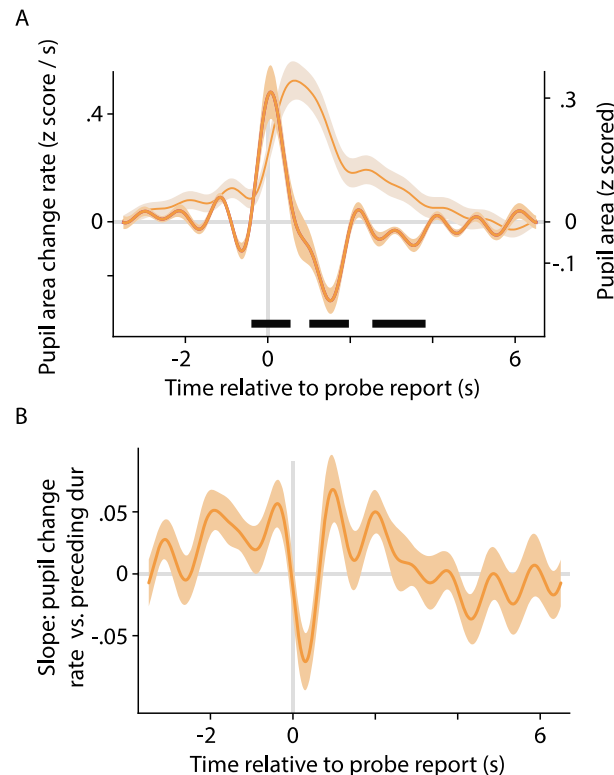 A
Pupil area change rate (z score / s)
.4
0
.3
0
-.1
Pupil area (z scored)
-2
0
6
Time relative to probe report (s)
B
Slope: pupil change
rate vs. preceding dur
.05
0
-.05
-2
0
6
Time relative to probe report (s)